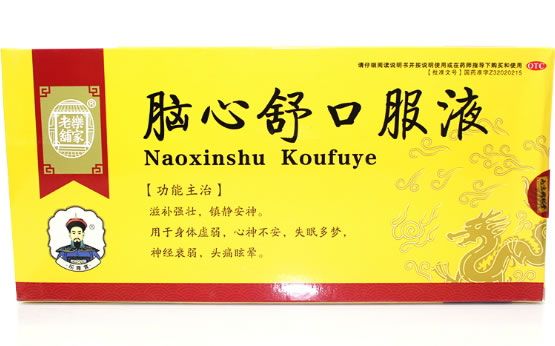 请仔细阅读说明书并按说明使用或在药师指导下购买和使用
OTC
【批准文号】国药准字Z32020215
樂家
老鋪
®
脑心舒口服液
Naoxinshu Koufuye
【功能主治】
滋补强壮，镇静安神。
用于身体虚弱，心神不安，失眠多梦，
神经衰弱，头痛眩晕。
®